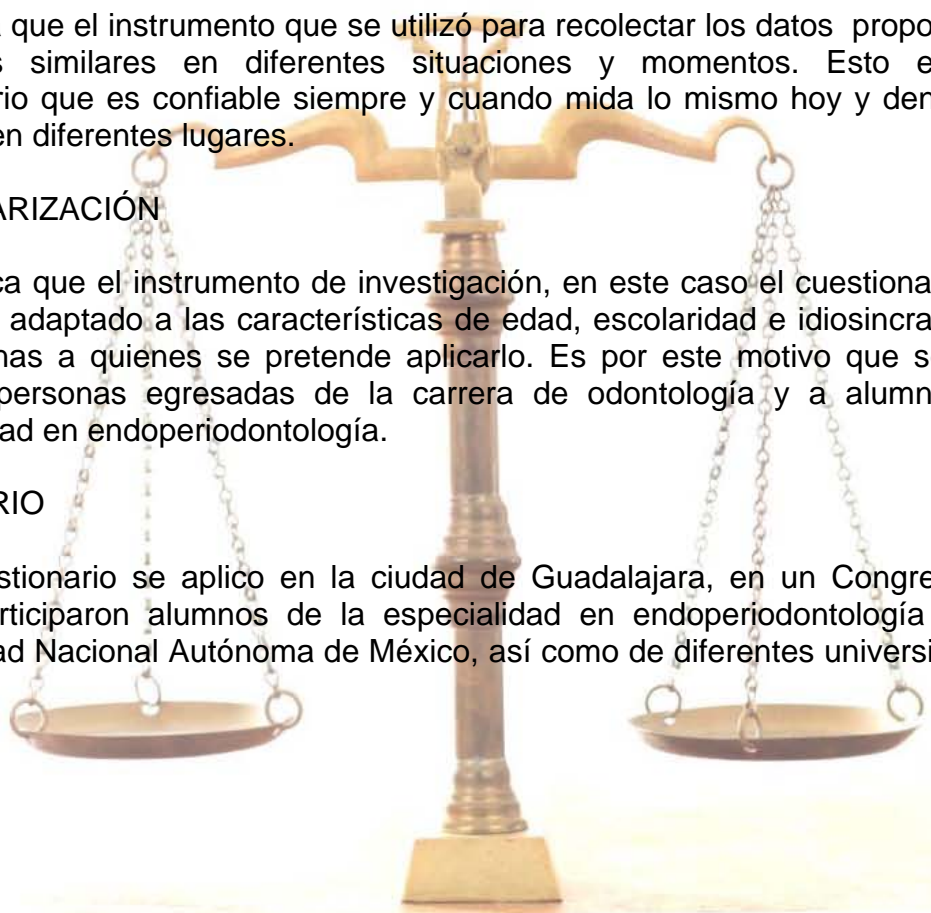 que el instrumento que se utilizó para recolectar los datos propo
s similares en diferentes situaciones y momentos. Esto e
rio que es confiable siempre y cuando mida lo mismo hoy y den
en diferentes lugares.
ARIZACIÓN
ca que el instrumento de investigación, en este caso el cuestiona
adaptado a las características de edad, escolaridad e idiosincra
nas a quienes se pretende aplicarlo. Es por este motivo que s
personas egresadas de la carrera de odontología y a alumn
ad en endoperiodontología.
RIO
stionario se aplico en la ciudad de Guadalajara, en un Congre
rticiparon alumnos de la especialidad en endoperiodontología
ad Nacional Autónoma de México, así como de diferentes universi